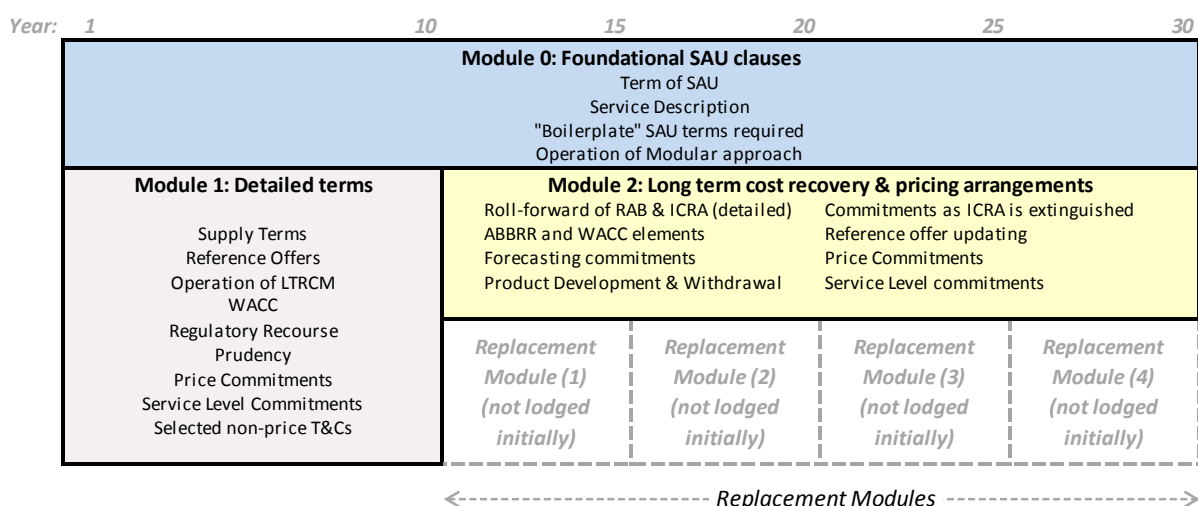 Year: 1 10 15 20 25 30
Module 0: Foundational SAU clauses
Term of SAU
Service Description
"Boilerplate" SAU terms required
Operation of Modular approach
Module 1: Detailed terms
Supply Terms
Reference Offers
Operation of LTRCM
WACC
Regulatory Recourse
Prudency
Price Commitments
Service Level Commitments
Selected non-price T&Cs
Module 2: Long term cost recovery & pricing arrangements
Roll-forward of RAB & ICRA (detailed)
ABBRR and WACC elements
Forecasting commitments
Product Development & Withdrawal
Commitments as ICRA is extinguished
Reference offer updating
Price Commitments
Service Level commitments
Replacement
Module (1)
(not lodged
initially)
Replacement
Module (2)
(not lodged
initially)
Replacement
Module (3)
(not lodged
initially)
Replacement
Module (4)
(not lodged
initially)
Replacement Modules